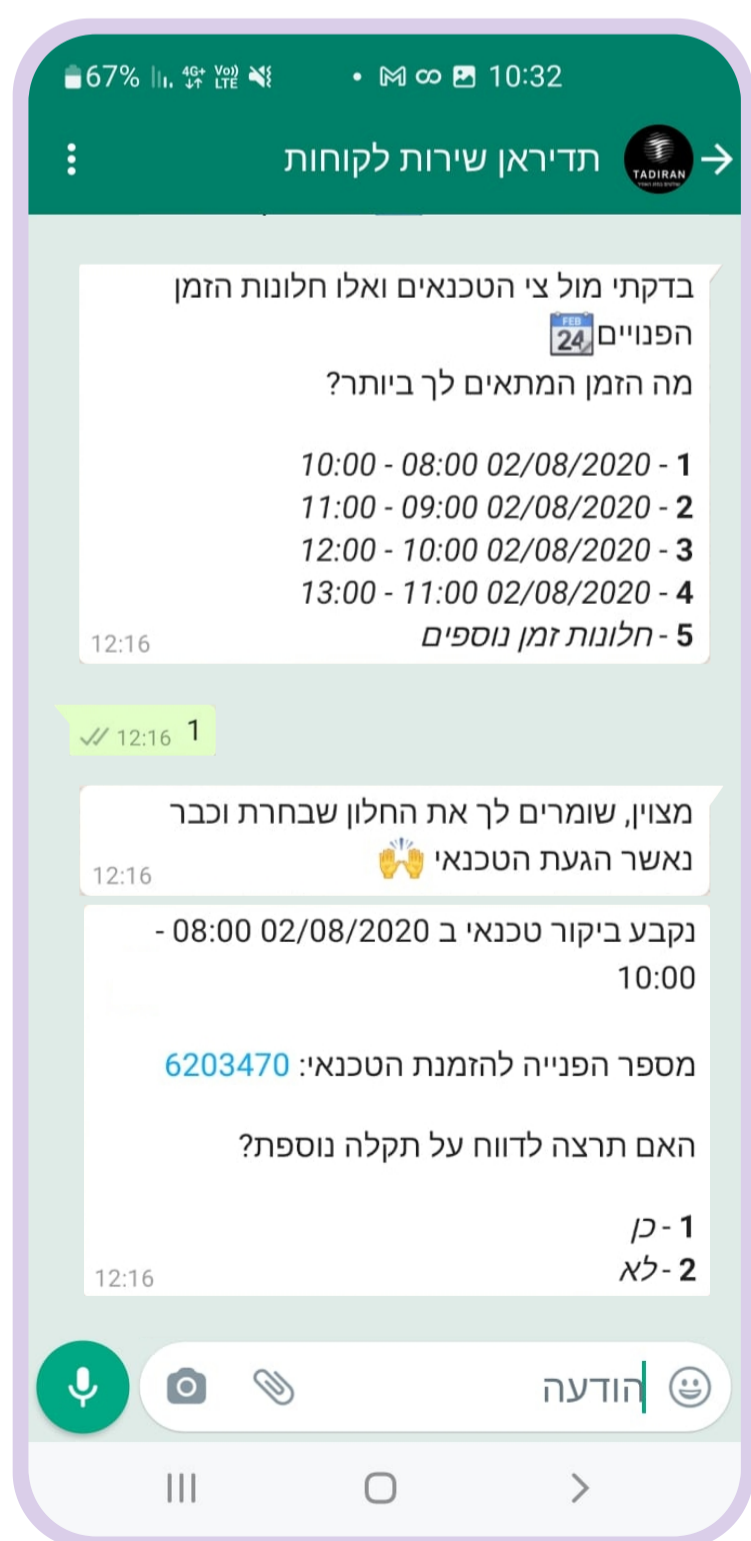 67% 4G+ Vo)) LTE 10:32
תדיראן שירות לקוחות
TADIRAN
בדקתי מול צי הטכנאים ואלו חלונות הזמן
הפנויים FEB 24
מה הזמן המתאים לך ביותר?
1 - 02/08/2020 08:00 - 10:00
2 - 02/08/2020 09:00 - 11:00
3 - 02/08/2020 10:00 - 12:00
4 - 02/08/2020 11:00 - 13:00
5 - חלונות זמן נוספים
12:16
1 12:16
מצוין, שומרים לך את החלון שבחרת וכבר
נאשר הגעת הטכנאי 🙌
12:16
נקבע ביקור טכנאי ב 02/08/2020 08:00 -
10:00
מספר הפנייה להזמנת הטכנאי: 6203470
האם תרצה לדווח על תקלה נוספת?
1 - כן
2 - לא
12:16
הודעה